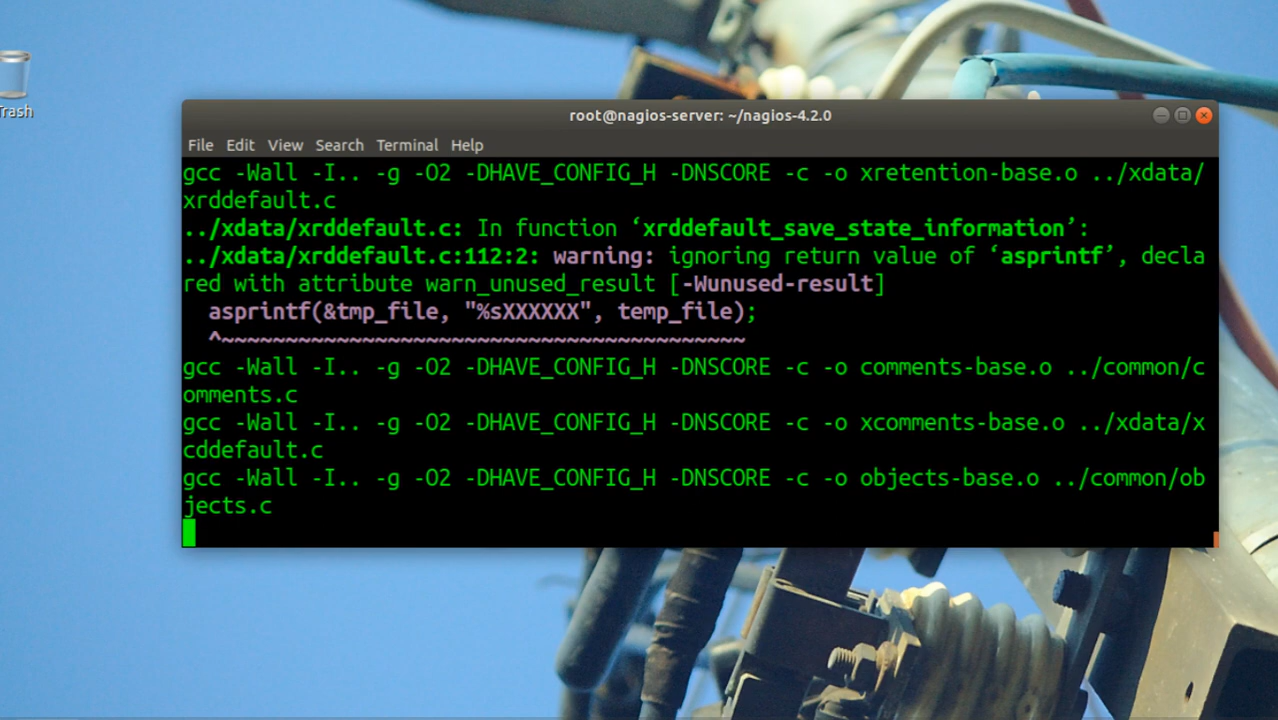 Trash
root@nagios-server: ~/nagios-4.2.0
File Edit View Search Terminal Help
gcc -Wall -I.. -g -O2 -DHAVE_CONFIG_H -DNSCORE -c -o xretention-base.o ../xdata/
xrddefault.c
../xdata/xrddefault.c: In function ‘xrddefault_save_state_information’:
../xdata/xrddefault.c:112:2: warning: ignoring return value of ‘asprintf’, decla
red with attribute warn_unused_result [-Wunused-result]
asprintf(&tmp_file, "%sXXXXXX", temp_file);
^~~~~~~~~~~~~~~~~~~~~~~~~~~~~~~~~~~~~~~~~~
gcc -Wall -I.. -g -O2 -DHAVE_CONFIG_H -DNSCORE -c -o comments-base.o ../common/c
omments.c
gcc -Wall -I.. -g -O2 -DHAVE_CONFIG_H -DNSCORE -c -o xcomments-base.o ../xdata/x
cddefault.c
gcc -Wall -I.. -g -O2 -DHAVE_CONFIG_H -DNSCORE -c -o objects-base.o ../common/ob
jects.c